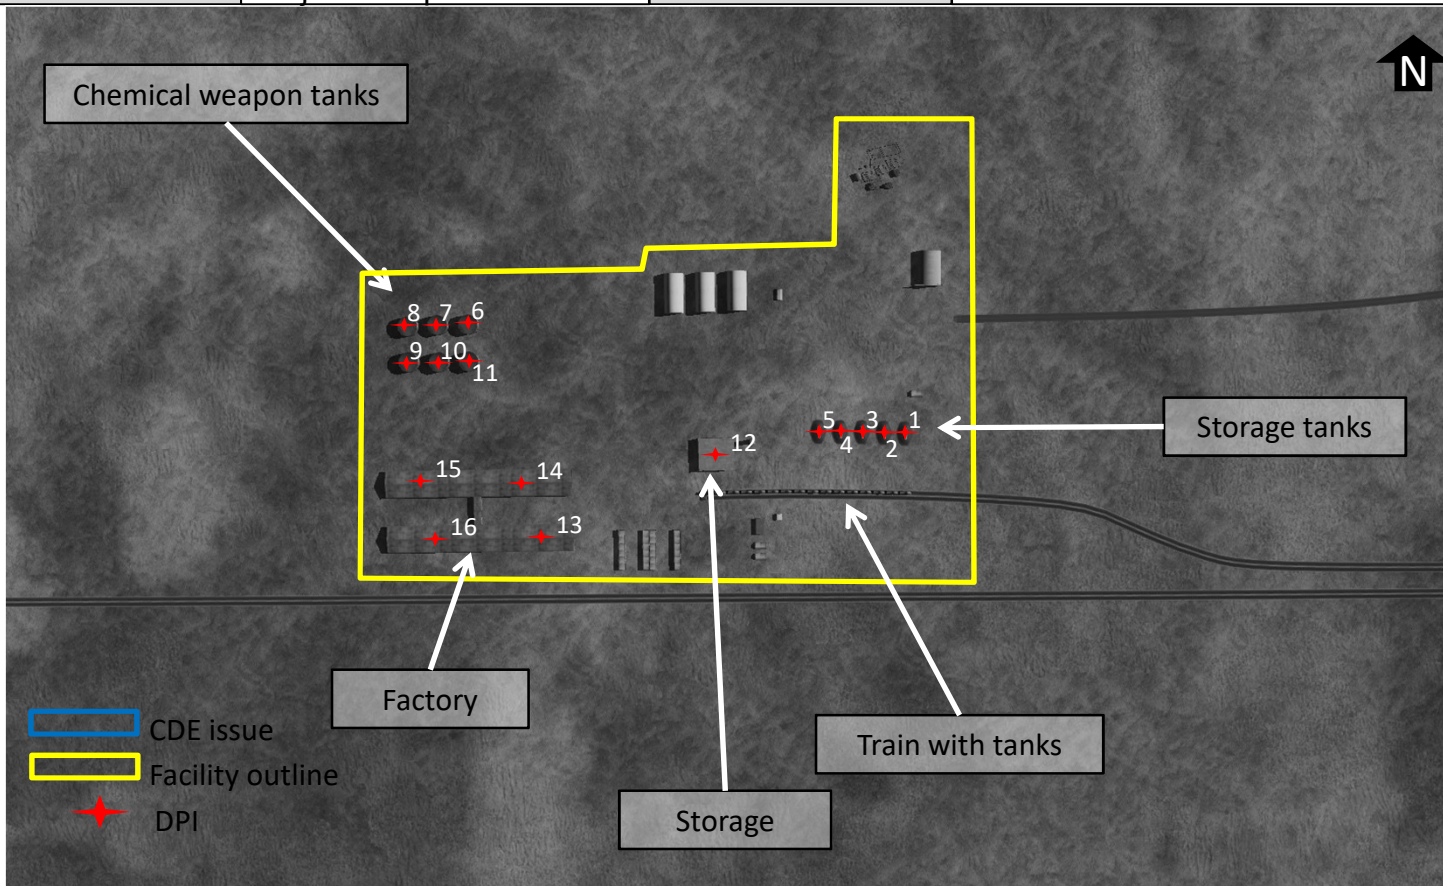 N
Chemical weapon tanks
8 7 6
9 10
11
5 3 1
4 2
Storage tanks
12
15 14
16 13
Factory
Train with tanks
Storage
CDE issue
Facility outline
DPI